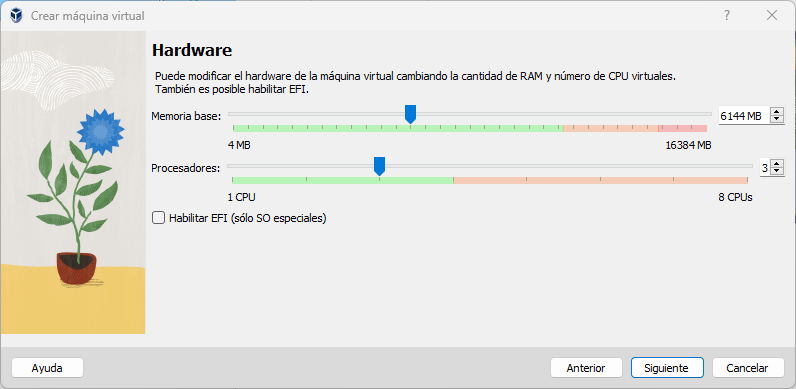 Crear máquina virtual
Hardware
Puede modificar el hardware de la máquina virtual cambiando la cantidad de RAM y número de CPU virtuales.
También es posible habilitar EFI.
Memoria base:
6144 MB
4 MB
16384 MB
Procesadores:
3
1 CPU
8 CPUs
Habilitar EFI (sólo SO especiales)
Ayuda
Anterior
Siguiente
Cancelar